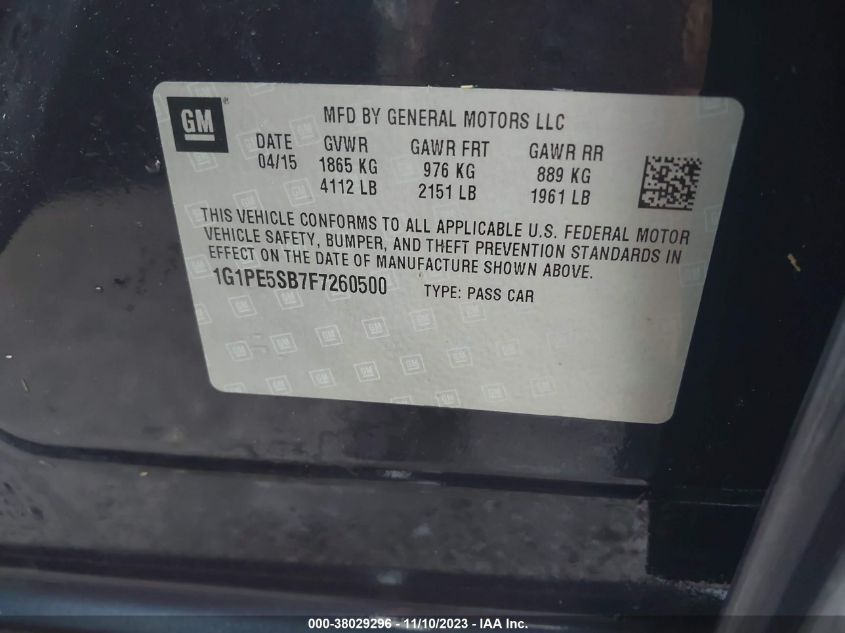 GM
MFD BY GENERAL MOTORS LLC
DATE GVWR GAWR FRT GAWR RR
04/15 1865 KG 976 KG 889 KG
4112 LB 2151 LB 1961 LB
THIS VEHICLE CONFORMS TO ALL APPLICABLE U.S. FEDERAL MOTOR
VEHICLE SAFETY, BUMPER, AND THEFT PREVENTION STANDARDS IN
EFFECT ON THE DATE OF MANUFACTURE SHOWN ABOVE.
1G1PE5SB7F7260500 TYPE: PASS CAR
000-38029296 - 11/10/2023 - IAA Inc.